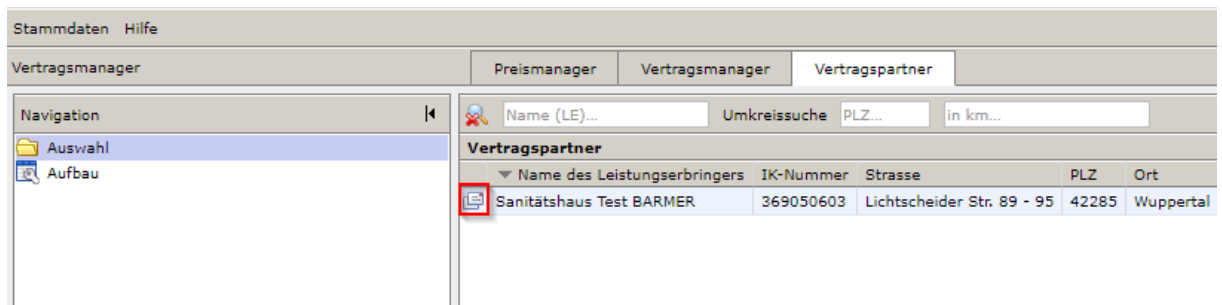 Stammdaten Hilfe
Vertragsmanager Preismanager Vertragsmanager Vertragspartner
Navigation Name (LE)... Umkreissuche PLZ... in km...
Auswahl Vertragspartner
Aufbau Name des Leistungserbringers IK-Nummer Strasse PLZ Ort
Sanitätshaus Test BARMER 369050603 Lichtscheider Str. 89 - 95 42285 Wuppertal